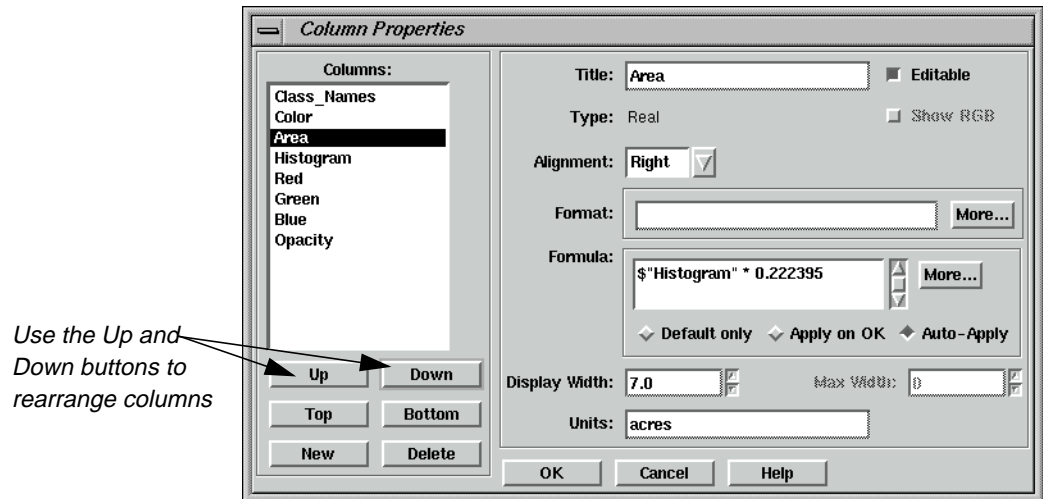 Column Properties
Columns:
Class_Names
Color
Area
Histogram
Red
Green
Blue
Opacity
Up
Down
Top
Bottom
New
Delete
Title: Area
Editable
Type: Real
Show RGB
Alignment: Right
Format:
More...
Formula:
$"Histogram" * 0.222395
More...
Default only
Apply on OK
Auto-Apply
Display Width: 7.0
Max Width: 0
Units: acres
OK
Cancel
Help
Use the Up and
Down buttons to
rearrange columns